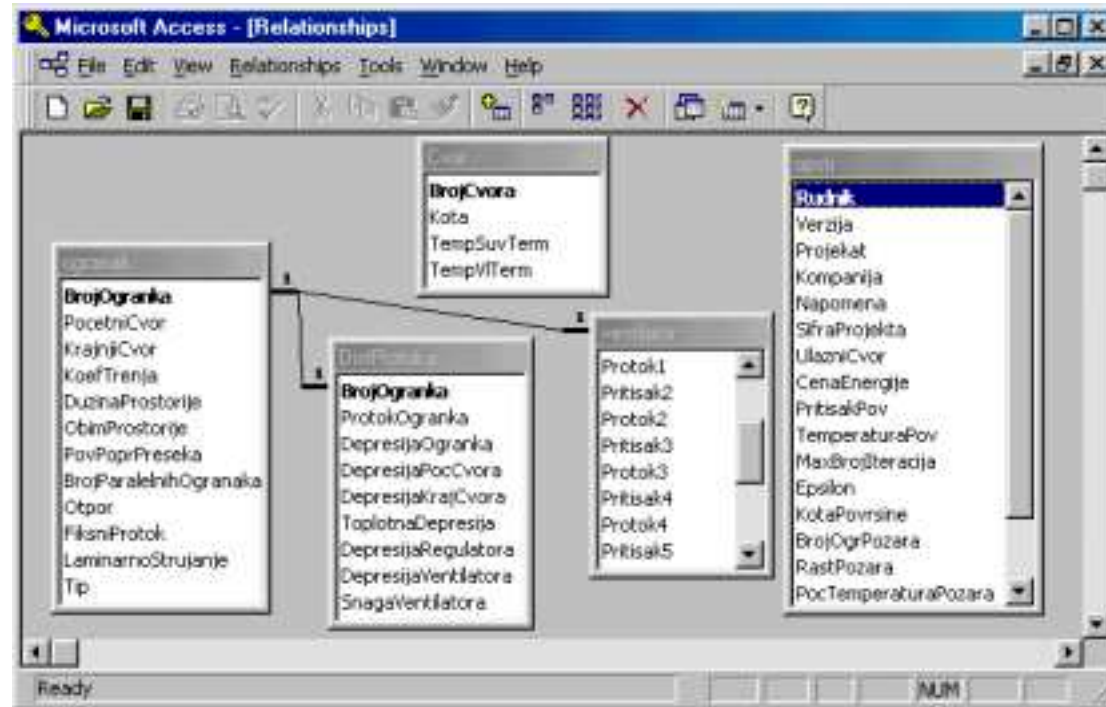 Microsoft Access - [Relationships]
File Edit View Relationships Tools Window Help
BrojCvora
Kota
TempSuvTerm
TempVlTerm
Rudnik
Verzija
Projekat
Kompanija
Napomena
SifraProjekta
UlazniCvor
CenaEnergije
PritisakPov
TemperaturaPov
MaxBrojIteracija
Epsilon
KotaPovrsine
BrojOgrPozara
RastPozara
PocTemperaturaPozara
BrojOgranka
PocetniCvor
KrajnjiCvor
KoefTrenja
DuzinaProstorije
ObimProstorije
PovPoprPreseka
BrojParalelnihOgranaka
Otpor
FiksniProtok
LaminarnoStrujanje
Tip
1
1
1
BrojOgranka
ProtokOgranka
DepresijaOgranka
DepresijaPocCvora
DepresijaKrajCvora
ToplotnaDepresija
DepresijaRegulatora
DepresijaVentilatora
SnagaVentilatora
Protok1
Pritisak2
Protok2
Pritisak3
Protok3
Pritisak4
Protok4
Pritisak5
Ready
NUM